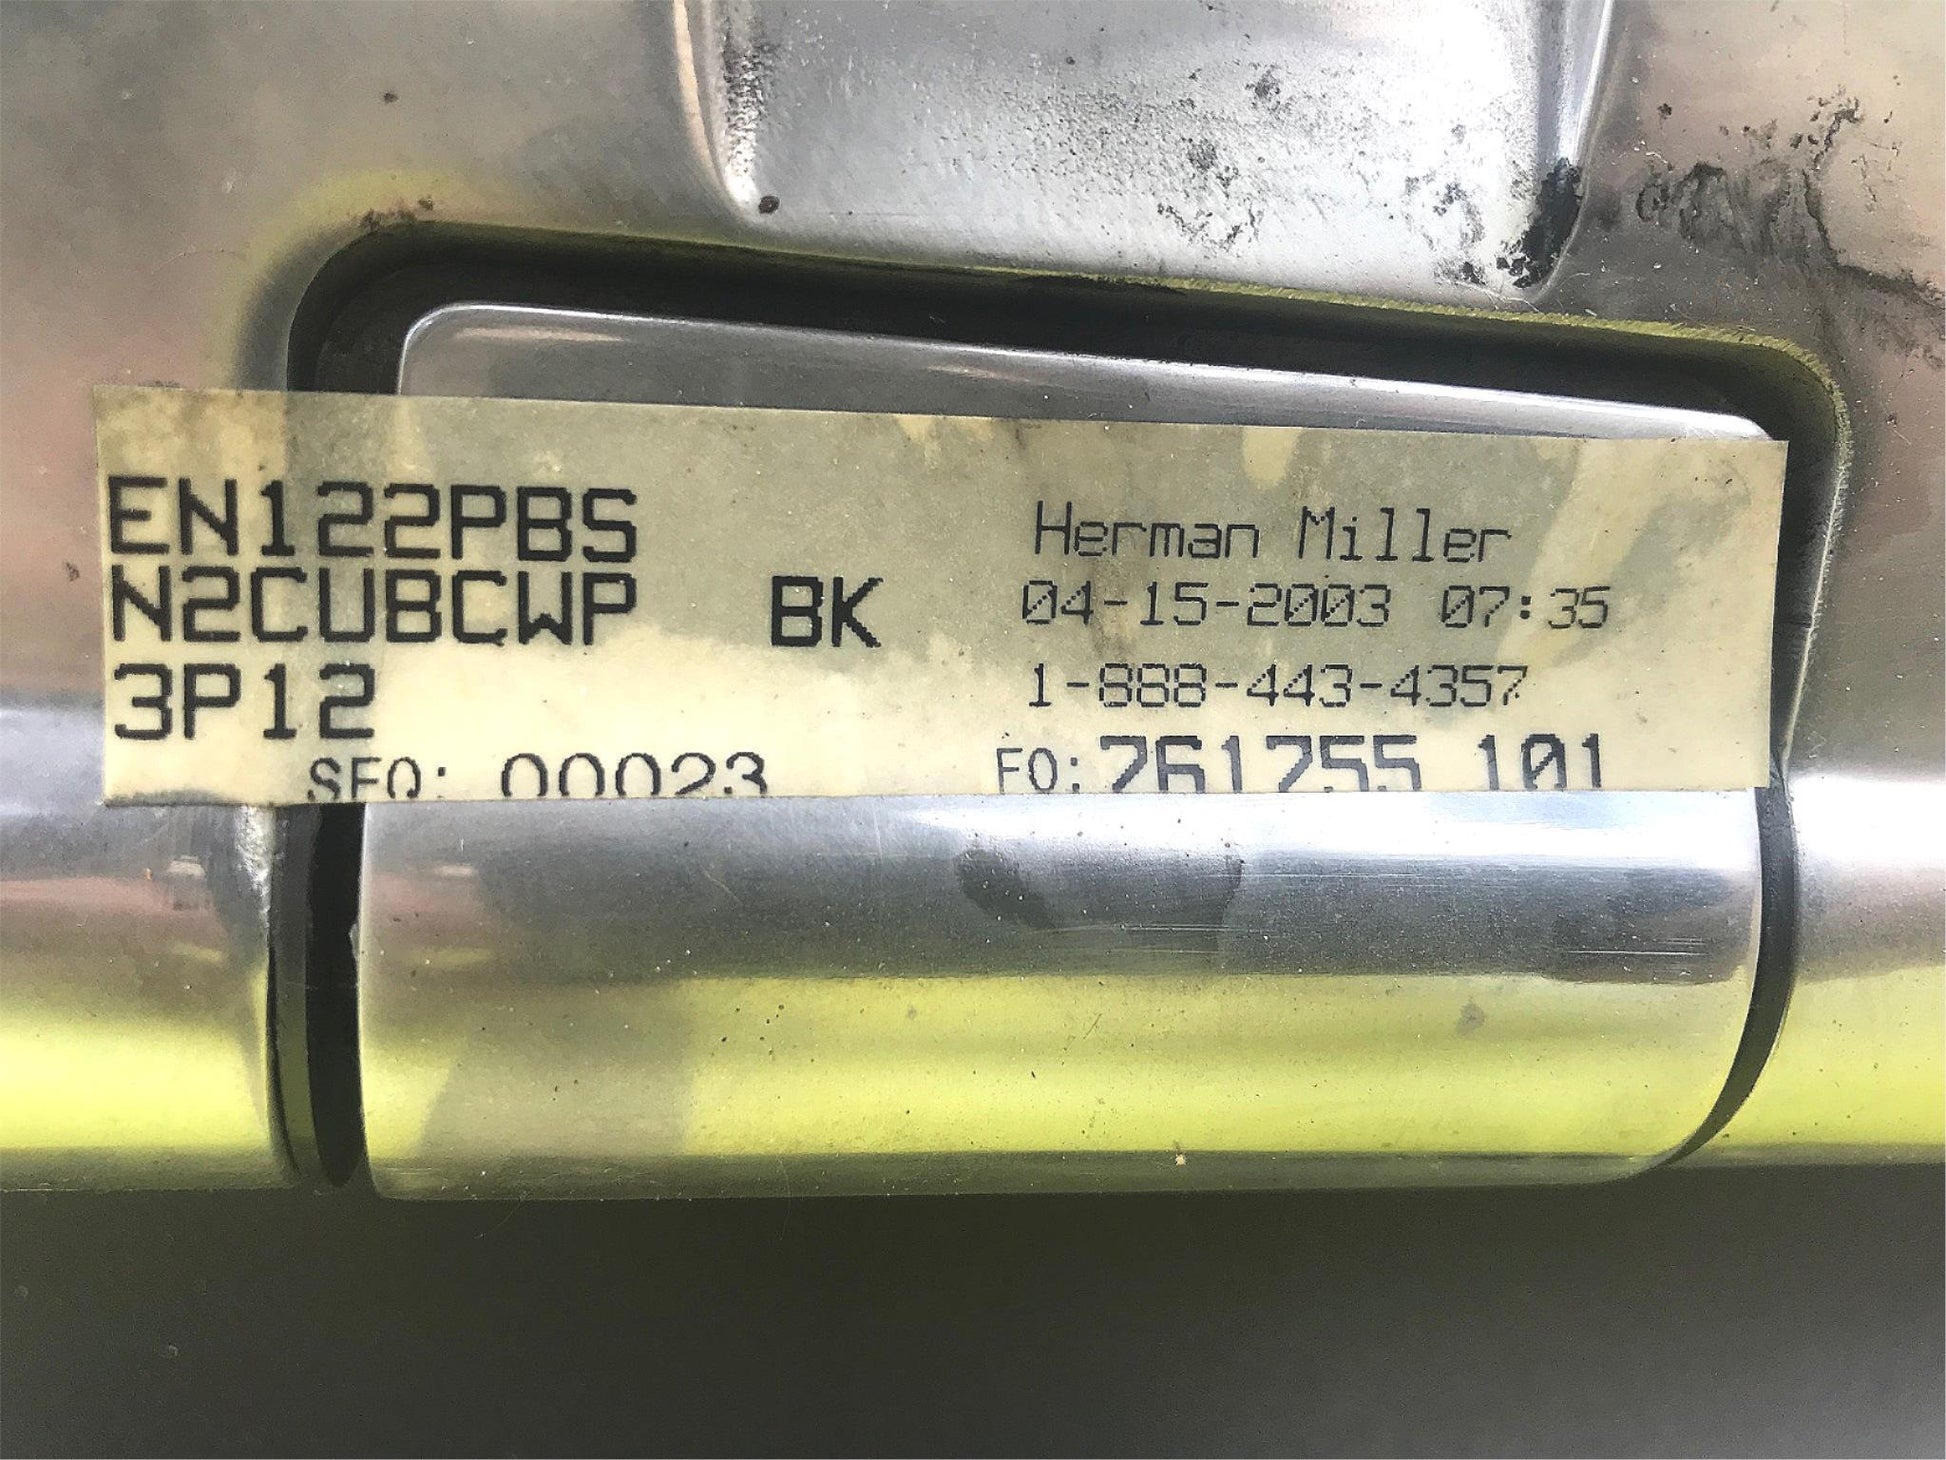 EN122PBS
N2CUBCWP BK
3P12
SEQ: 00023
Herman Miller
04-15-2003 07:35
1-888-443-4357
FO: 761755 101